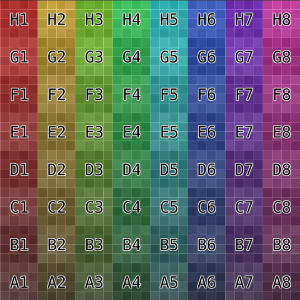 H1 H2 H3 H4 H5 H6 H7 H8
G1 G2 G3 G4 G5 G6 G7 G8
F1 F2 F3 F4 F5 F6 F7 F8
E1 E2 E3 E4 E5 E6 E7 E8
D1 D2 D3 D4 D5 D6 D7 D8
C1 C2 C3 C4 C5 C6 C7 C8
B1 B2 B3 B4 B5 B6 B7 B8
A1 A2 A3 A4 A5 A6 A7 A8